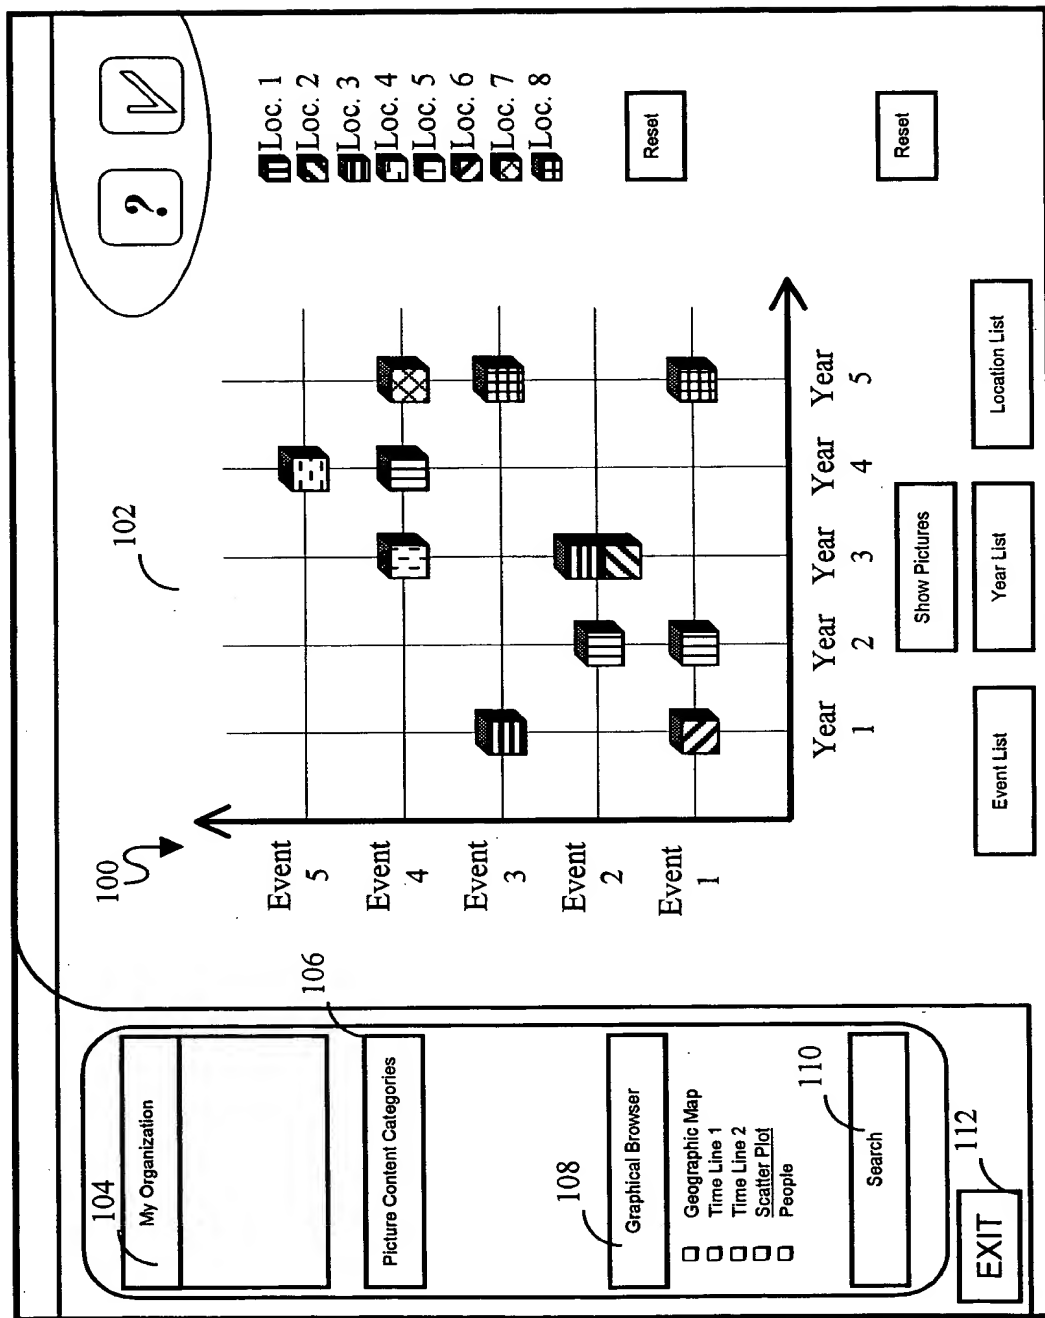 100
102
?
Event 5
Event 4
Event 3
Event 2
Event 1
Year 1
Year 2
Year 3
Year 4
Year 5
Loc. 1
Loc. 2
Loc. 3
Loc. 4
Loc. 5
Loc. 6
Loc. 7
Loc. 8
Reset
Reset
Show Pictures
Event List
Year List
Location List
104
My Organization
106
Picture Content Categories
108
Graphical Browser
Geographic Map
Time Line 1
Time Line 2
Scatter Plot
People
110
Search
112
EXIT